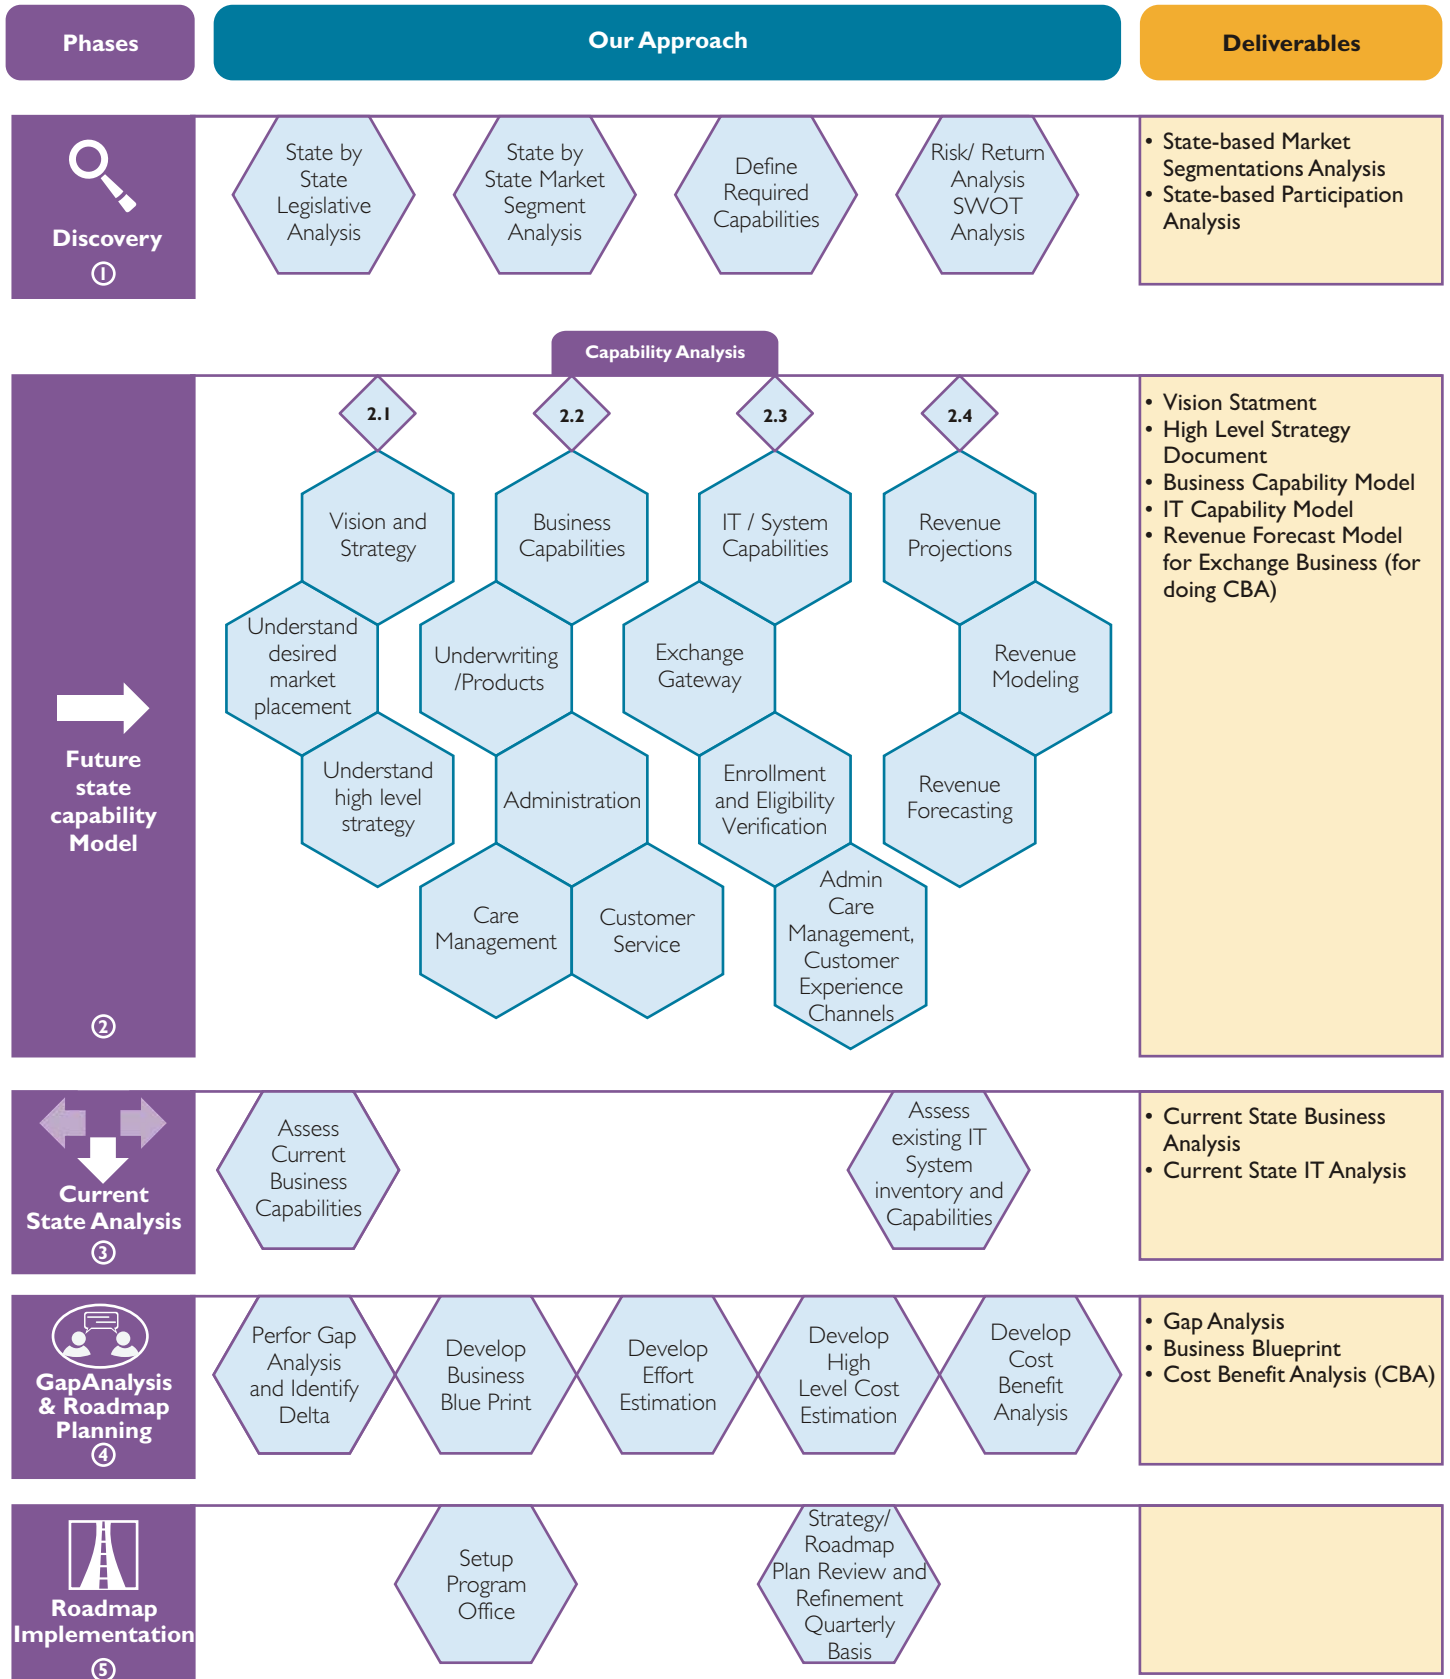 Phases
Our Approach
Deliverables
Discovery
①
State by
State
Legislative
Analysis
State by
State Market
Segment
Analysis
Define
Required
Capabilities
Risk/ Return
Analysis
SWOT
Analysis
• State-based Market
Segmentations Analysis
• State-based Participation
Analysis
Capability Analysis
Future
state
capability
Model
②
2.1
Vision and
Strategy
Understand
desired
market
placement
Understand
high level
strategy
2.2
Business
Capabilities
Underwriting
/Products
Administration
Care
Management
Customer
Service
2.3
IT / System
Capabilities
Exchange
Gateway
Enrollment
and Eligibility
Verification
Admin
Care
Management,
Customer
Experience
Channels
2.4
Revenue
Projections
Revenue
Modeling
Revenue
Forecasting
• Vision Statment
• High Level Strategy
Document
• Business Capability Model
• IT Capability Model
• Revenue Forecast Model
for Exchange Business (for
doing CBA)
Current
State Analysis
③
Assess
Current
Business
Capabilities
Assess
existing IT
System
inventory and
Capabilities
• Current State Business
Analysis
• Current State IT Analysis
GapAnalysis
& Roadmap
Planning
④
Perfor Gap
Analysis
and Identify
Delta
Develop
Business
Blue Print
Develop
Effort
Estimation
Develop
High
Level Cost
Estimation
Develop
Cost
Benefit
Analysis
• Gap Analysis
• Business Blueprint
• Cost Benefit Analysis (CBA)
Roadmap
Implementation
⑤
Setup
Program
Office
Strategy/
Roadmap
Plan Review and
Refinement
Quarterly
Basis